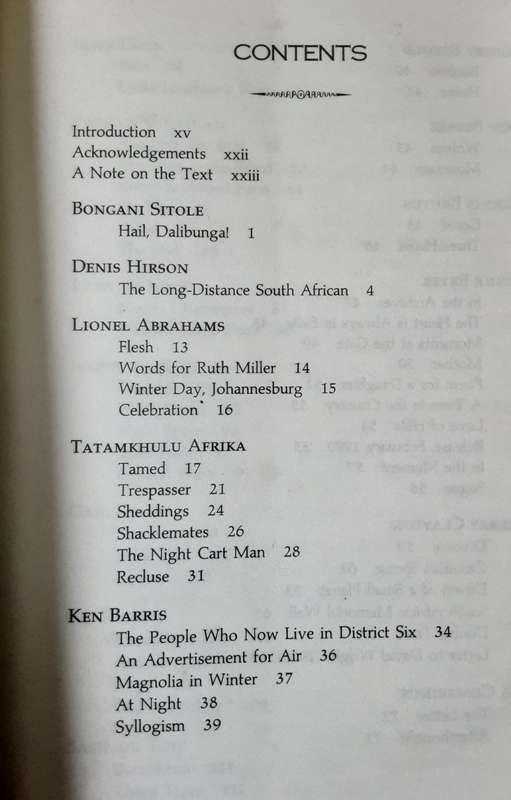 CONTENTS
Introduction xv
Acknowledgements xxii
A Note on the Text xxiii
BONGANI SITOLE
Hail, Dalibunga! 1
DENIS HIRSON
The Long-Distance South African 4
LIONEL ABRAHAMS
Flesh 13
Words for Ruth Miller 14
Winter Day, Johannesburg 15
Celebration 16
TATAMKHULU AFRIKA
Tamed 17
Trespasser 21
Sheddings 24
Shacklemates 26
The Night Cart Man 28
Recluse 31
KEN BARRIS
The People Who Now Live in District Six 34
An Advertisement for Air 36
Magnolia in Winter 37
At Night 38
Syllogism 39